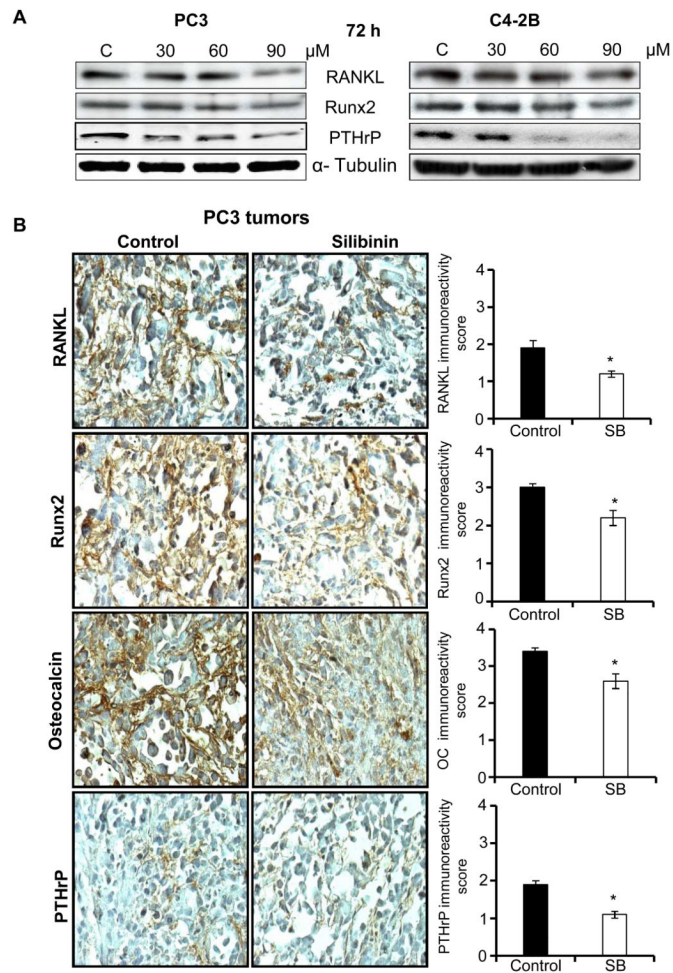 A
PC3
72 h
C4-2B
C 30 60 90 µM
C 30 60 90 µM
RANKL
Runx2
PTHrP
α- Tubulin
B
PC3 tumors
Control
Silibinin
RANKL
RANKL immunoreactivity
score
4
3
2
1
0
*
Control SB
Runx2
Runx2 immunoreactivity
score
4
3
2
1
0
*
Control SB
Osteocalcin
OC immunoreactivity
score
4
3
2
1
0
*
Control SB
PTHrP
PTHrP immunoreactivity
score
4
3
2
1
0
*
Control SB